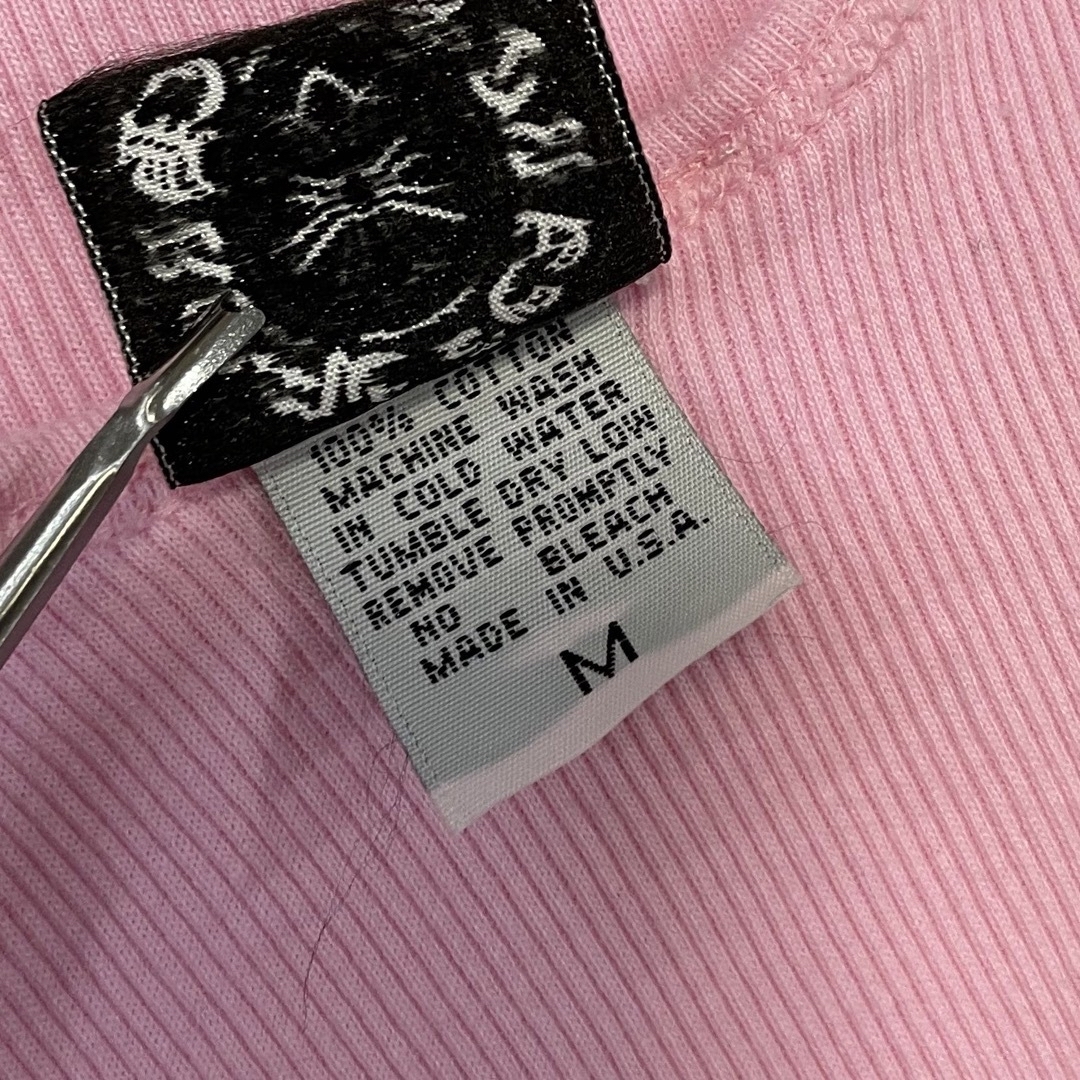 100% COTTON
MACHINE WASH
IN COLD WATER
TUMBLE DRY LOW
REMOVE PROMPTLY
NO BLEACH
MADE IN U.S.A.
M